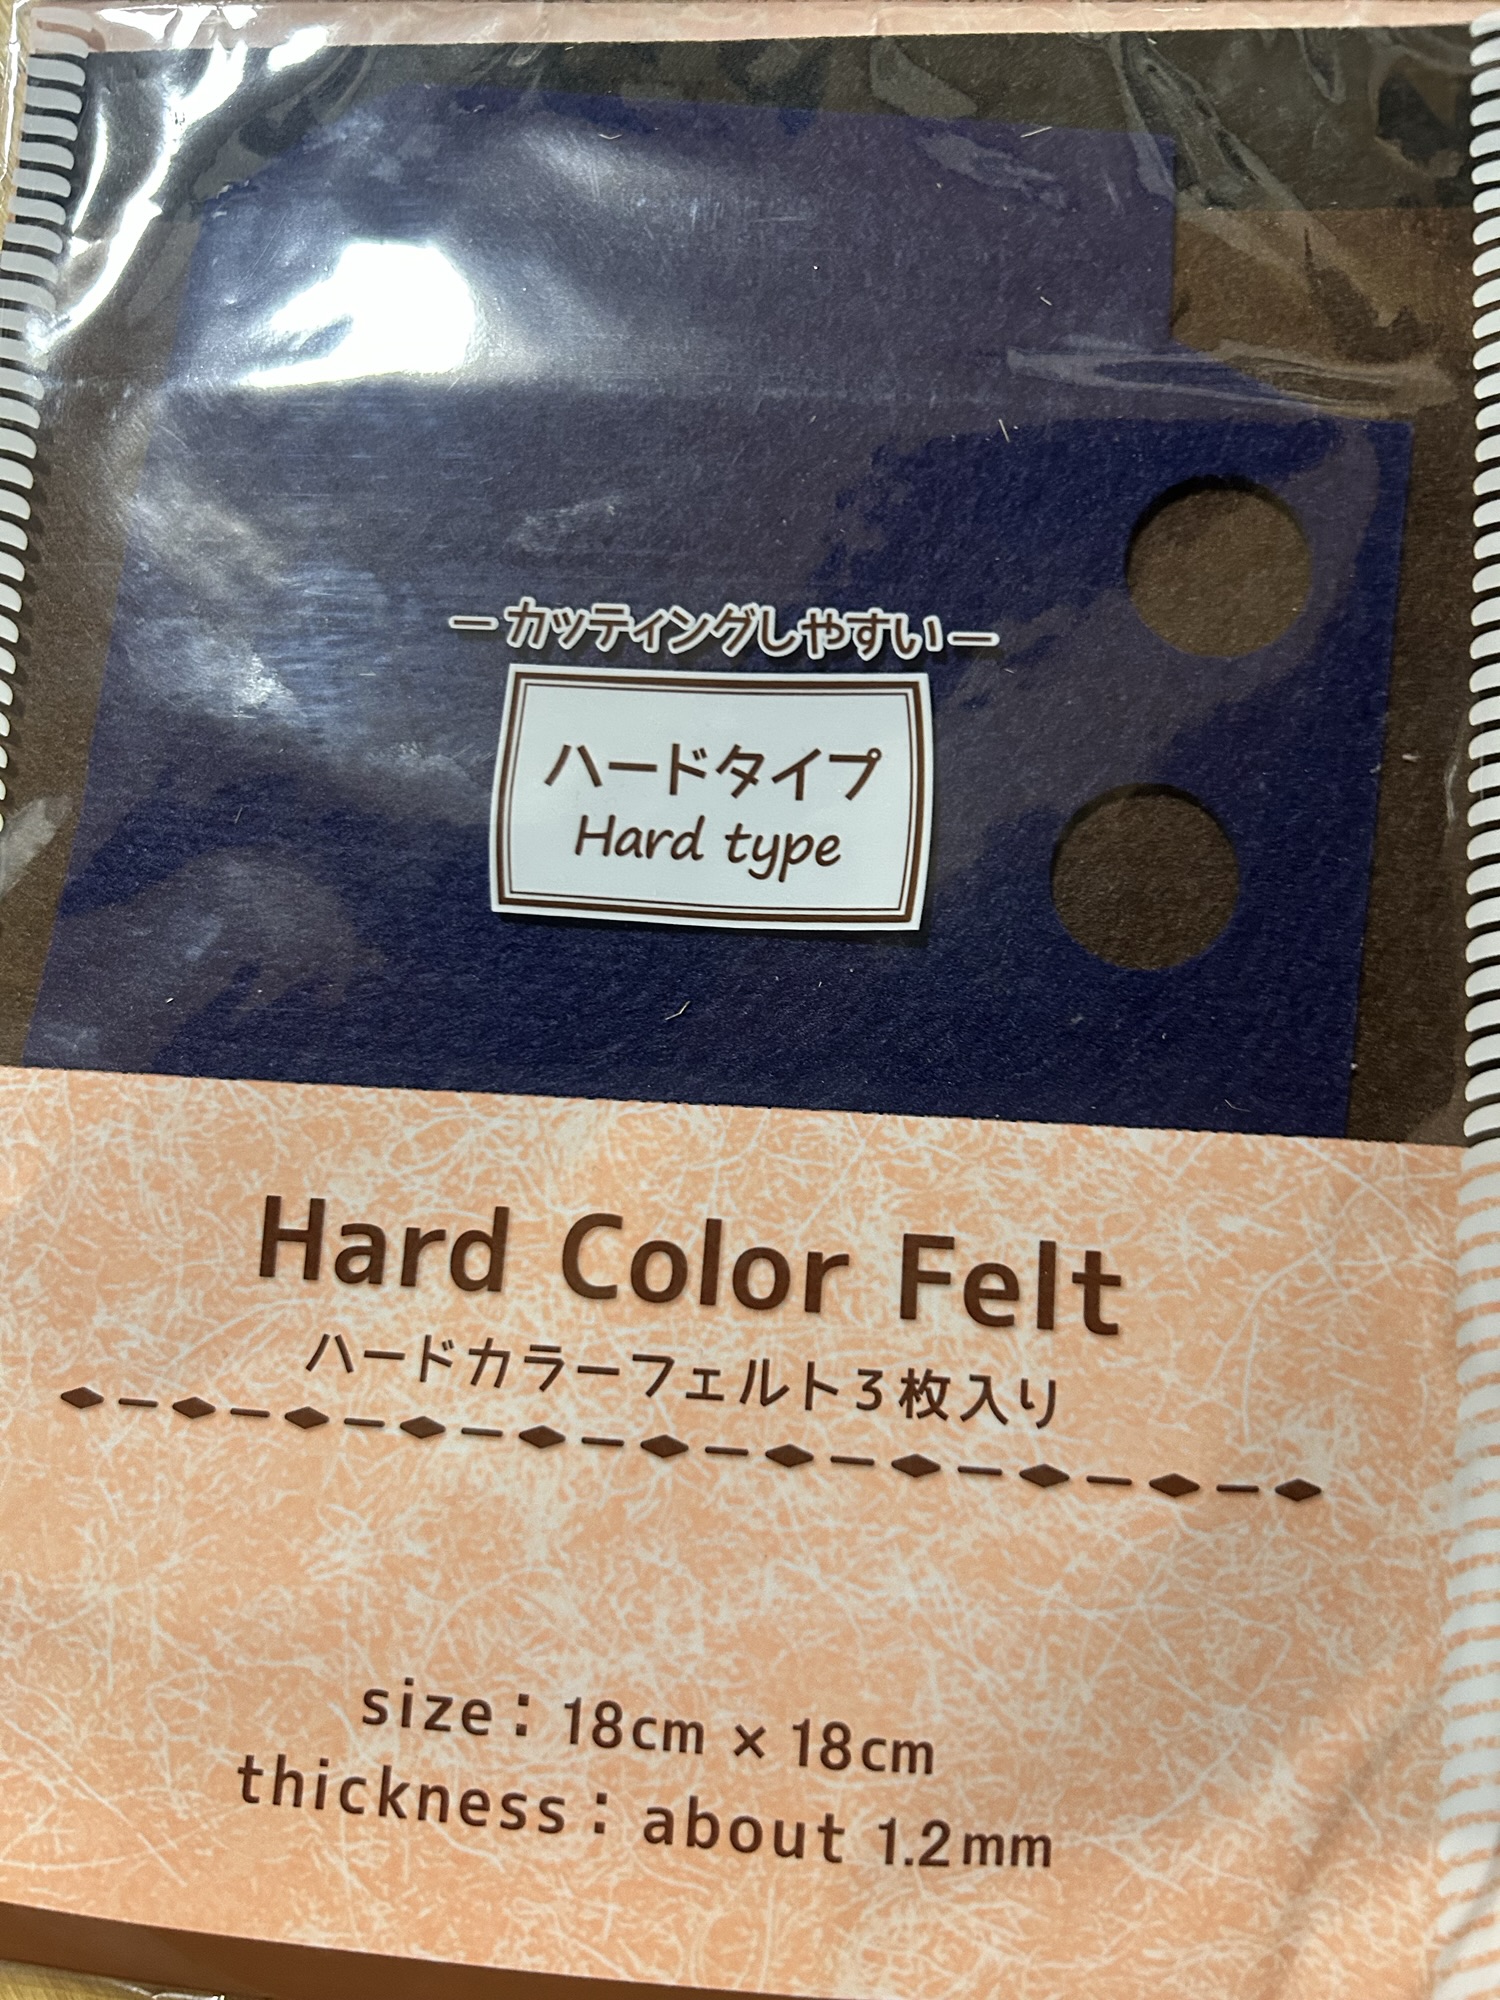 ーカッティングしやすいー
ハードタイプ
Hard type
Hard Color Felt
ハードカラーフェルト3枚入り
size：18cm×18cm
thickness：about 1.2mm